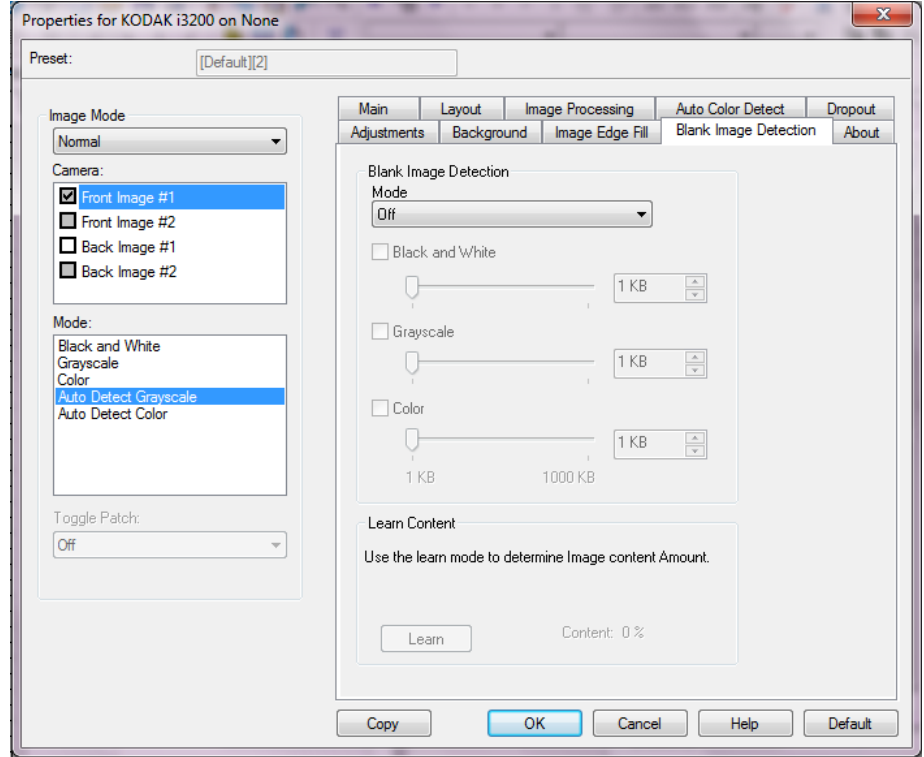 Properties for KODAK i3200 on None
Preset:
[Default][2]
Image Mode
Normal
Camera:
Front Image #1
Front Image #2
Back Image #1
Back Image #2
Mode:
Black and White
Grayscale
Color
Auto Detect Grayscale
Auto Detect Color
Toggle Patch:
Off
Main Layout Image Processing Auto Color Detect Dropout
Adjustments Background Image Edge Fill Blank Image Detection About
Blank Image Detection
Mode
Off
Black and White
1 KB
Grayscale
1 KB
Color
1 KB
1 KB 1000 KB
Learn Content
Use the learn mode to determine Image content Amount.
Learn Content: 0 %
Copy OK Cancel Help Default